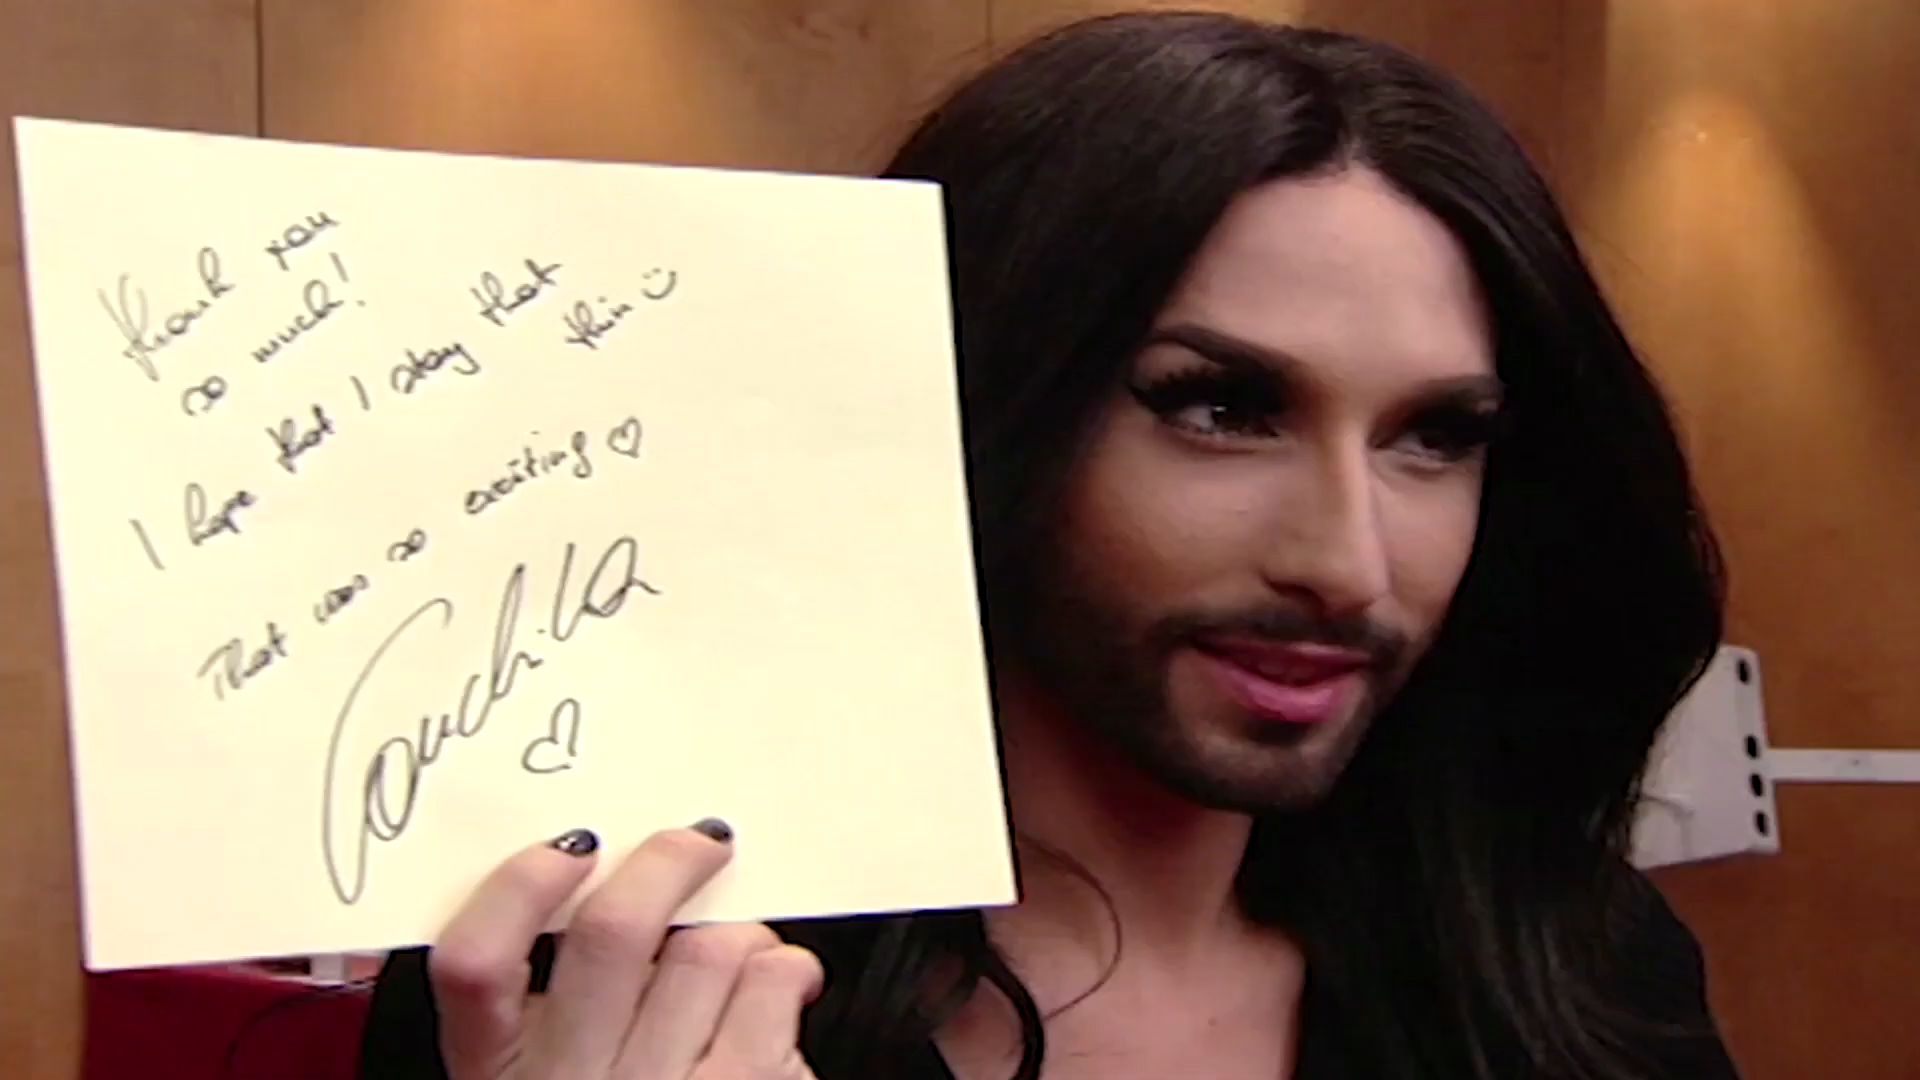 Thank you
so much!
I hope that I stay that
thin
That was so exciting ♡
Conchita
♡